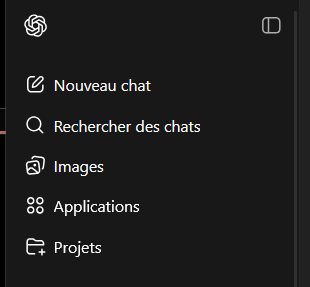 Nouveau chat
Rechercher des chats
Images
Applications
Projets